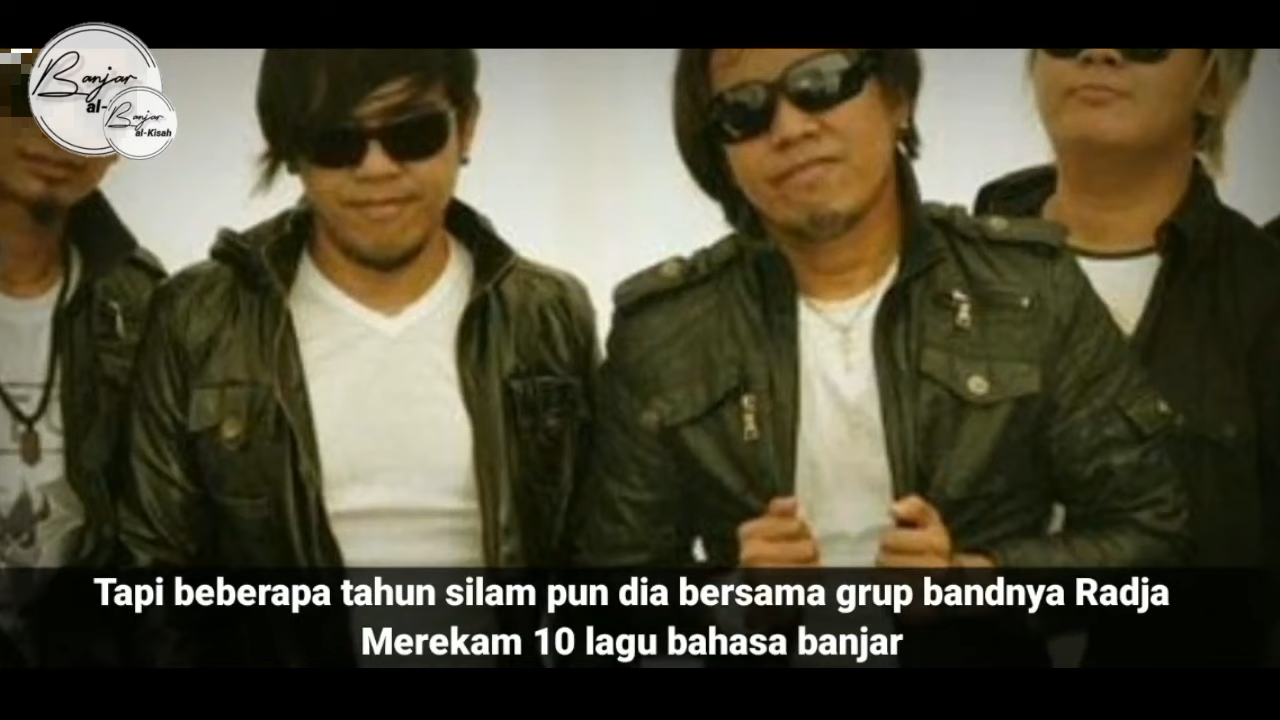 Banjar
al-
Banjar
al-Kisah
Tapi beberapa tahun silam pun dia bersama grup bandnya Radja
Merekam 10 lagu bahasa banjar